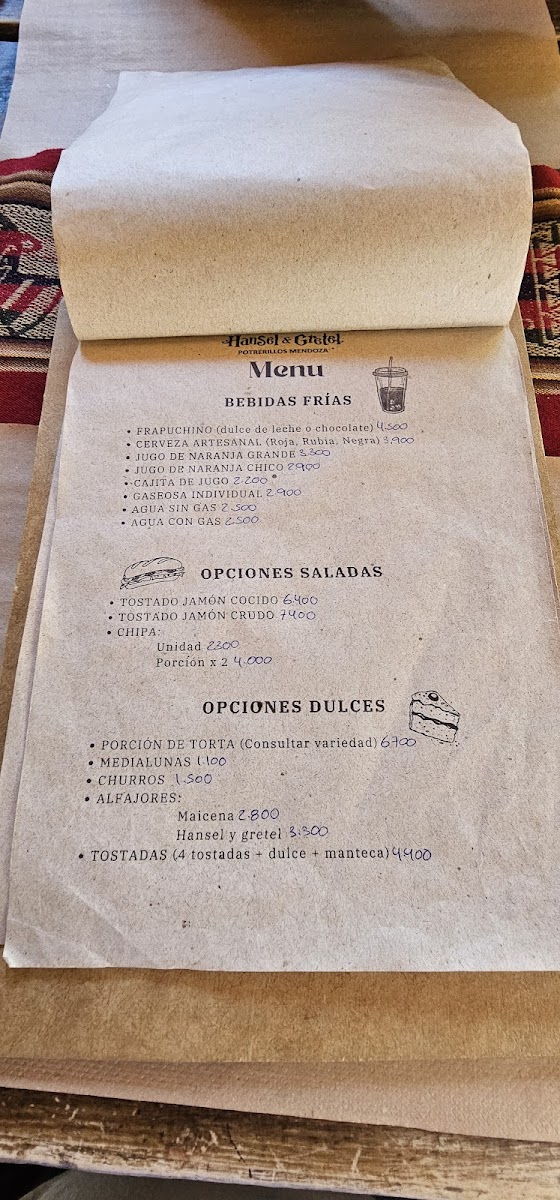 Hansel & Gretel
POTRERILLOS MENDOZA
Menu
BEBIDAS FRÍAS
• FRAPUCHINO (dulce de leche o chocolate) 4.500
• CERVEZA ARTESANAL (Roja, Rubia, Negra) 3.900
• JUGO DE NARANJA GRANDE 3.300
• JUGO DE NARANJA CHICO 2900
• CAJITA DE JUGO 2.200
• GASEOSA INDIVIDUAL 2.900
• AGUA SIN GAS 2.500
• AGUA CON GAS 2.500
OPCIONES SALADAS
• TOSTADO JAMÓN COCIDO 6400
• TOSTADO JAMÓN CRUDO 7400
• CHIPA:
Unidad 2300
Porción x 2 4.000
OPCIONES DULCES
• PORCIÓN DE TORTA (Consultar variedad) 6700
• MEDIALUNAS 1.100
• CHURROS 1.500
• ALFAJORES:
Maicena 2.800
Hansel y gretel 3.300
• TOSTADAS (4 tostadas + dulce + manteca) 4400